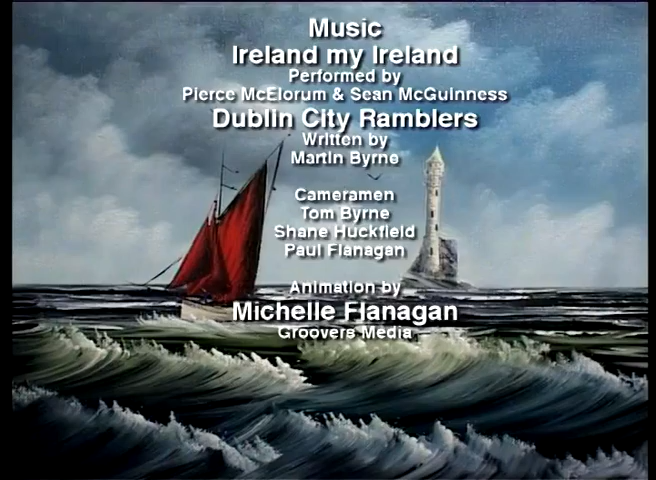 Music
Ireland my Ireland
Performed by
Pierce McElorum & Sean McGuinness
Dublin City Ramblers
Written by
Martin Byrne
Cameramen
Tom Byrne
Shane Huckfield
Paul Flanagan
Animation by
Michelle Flanagan
Groovers Media